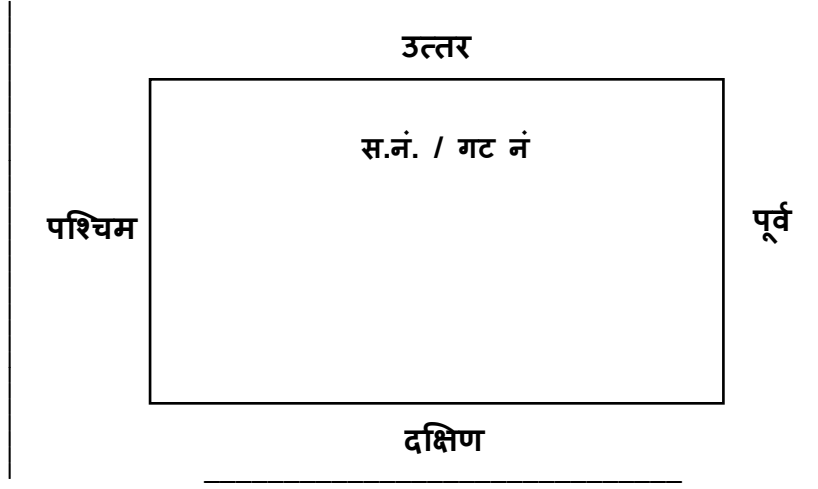 उत्तर
स.नं. / गट नं
पश्चिम
पूर्व
दक्षिण